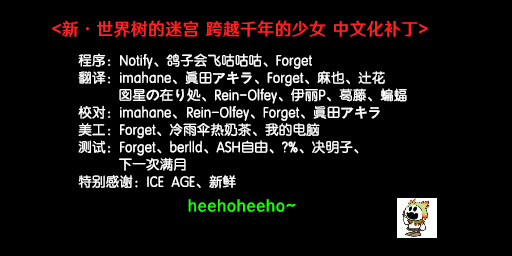 <新·世界树的迷宫 跨越千年的少女 中文化补丁>
程序：Notify、鸽子会飞咕咕咕、Forget
翻译：imahane、眞田アキラ、Forget、麻也、辻花
図星の在り処、Rein-Olfey、伊丽P、葛藤、蝙蝠
校对：imahane、Rein-Olfey、Forget、眞田アキラ
美工：Forget、冷雨伞热奶茶、我的电脑
测试：Forget、berlld、ASH自由、?%、决明子、
下一次满月
特别感谢：ICE AGE、新鲜
heehoheeho~